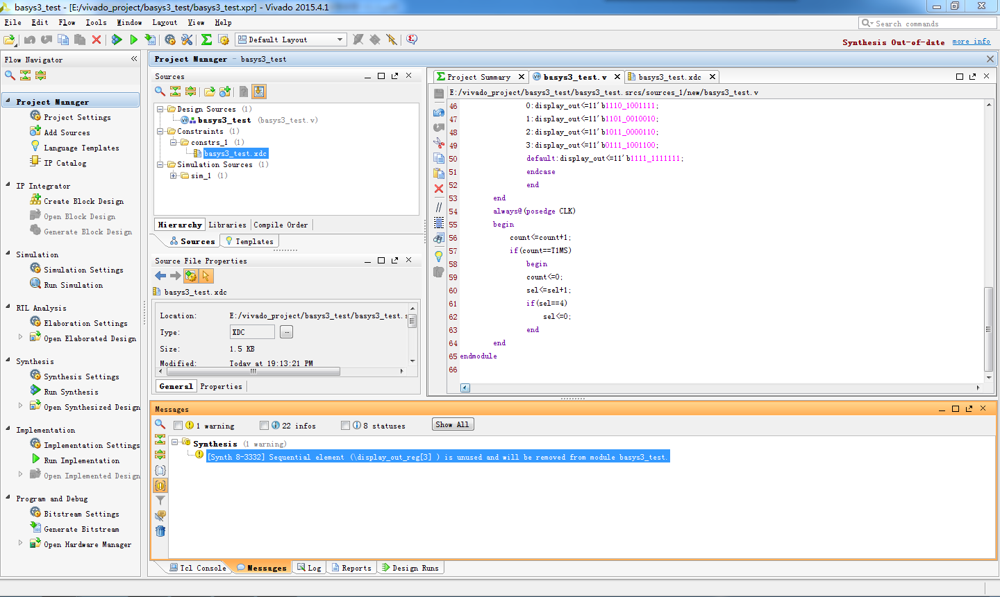 basys3_test - [E:/vivado_project/basys3_test/basys3_test.xpr] - Vivado 2015.4.1
File Edit Flow Tools Window Layout View Help
Search commands
Default Layout
Synthesis Out-of-date more info
Flow Navigator
Project Manager
Project Settings
Add Sources
Language Templates
IP Catalog
IP Integrator
Create Block Design
Open Block Design
Generate Block Design
Simulation
Simulation Settings
Run Simulation
RTL Analysis
Elaboration Settings
Open Elaborated Design
Synthesis
Synthesis Settings
Run Synthesis
Open Synthesized Design
Implementation
Implementation Settings
Run Implementation
Open Implemented Design
Program and Debug
Bitstream Settings
Generate Bitstream
Open Hardware Manager
Project Manager - basys3_test
Sources
Design Sources (1)
basys3_test (basys3_test.v)
Constraints (1)
constrs_1 (1)
basys3_test.xdc
Simulation Sources (1)
sim_1 (1)
Hierarchy Libraries Compile Order
Sources Templates
Source File Properties
basys3_test.xdc
Location: E:/vivado_project/basys3_test/basys3_test.s
Type: XDC ...
Size: 1.5 KB
Modified: Today at 19:13:21 PM
General Properties
Project Summary basys3_test.v basys3_test.xdc
E:/vivado_project/basys3_test/basys3_test.srcs/sources_1/new/basys3_test.v
46 0:display_out<=11'b1110_1001111;
47 1:display_out<=11'b1101_0010010;
48 2:display_out<=11'b1011_0000110;
49 3:display_out<=11'b0111_1001100;
50 default:display_out<=11'b1111_1111111;
51 endcase
52 end
53 end
54 always@(posedge CLK)
55 begin
56 count<=count+1;
57 if(count==T1MS)
58 begin
59 count<=0;
60 sel<=sel+1;
61 if(sel==4)
62 sel<=0;
63 end
64 end
65 endmodule
66
Messages
1 warning 22 infos 8 statuses Show All
Synthesis (1 warning)
[Synth 8-3332] Sequential element (\display_out_reg[3] ) is unused and will be removed from module basys3_test.
Tcl Console Messages Log Reports Design Runs